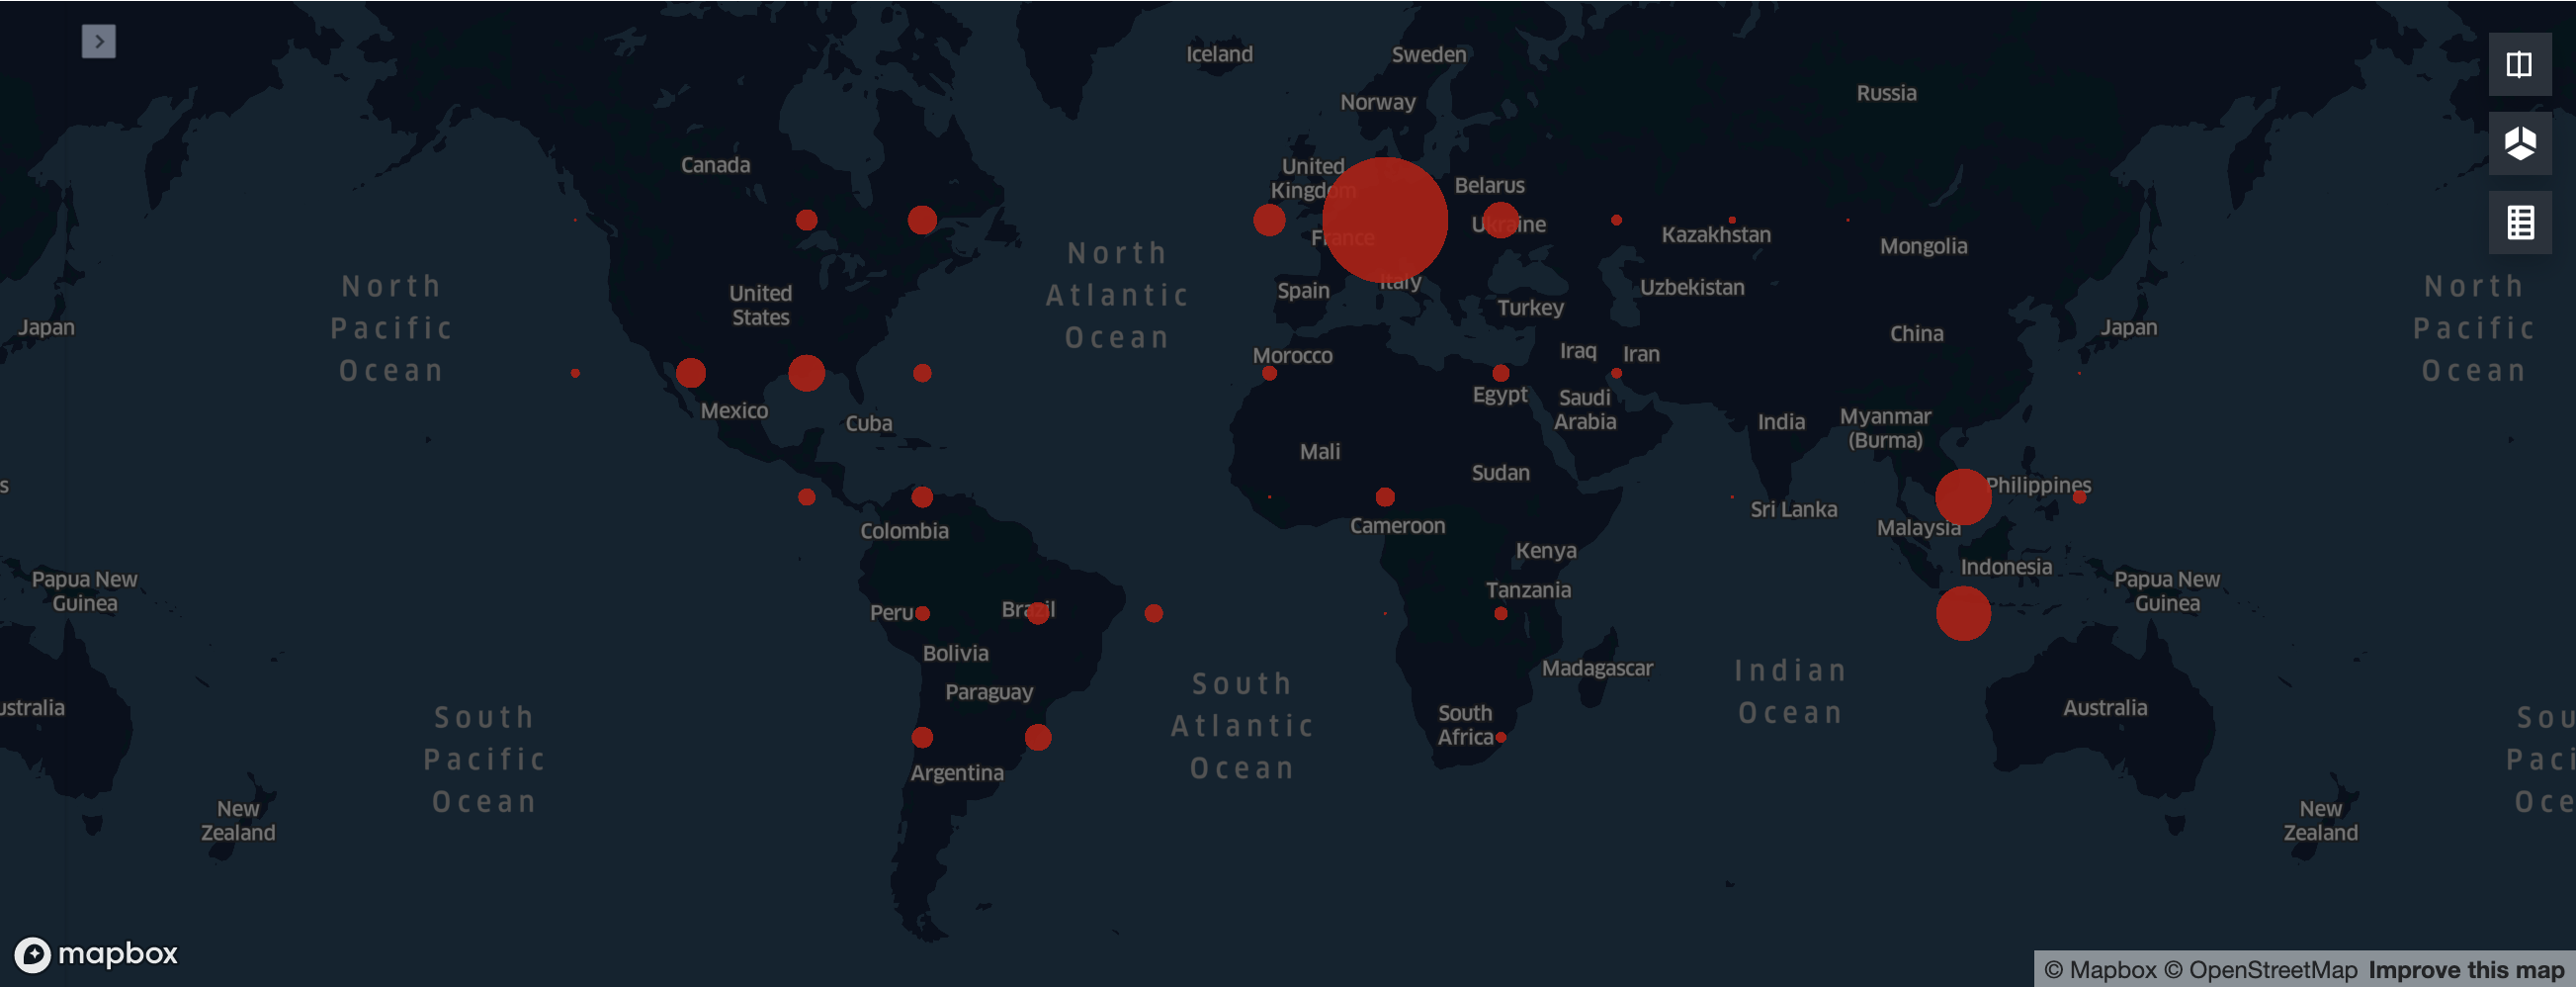 Iceland
Sweden
Norway
Russia
Canada
United
Kingdom
Belarus
Ukraine
France
Kazakhstan
Mongolia
North
Atlantic
Ocean
North
Pacific
Ocean
North
Pacific
Ocean
United
States
Spain
Italy
Uzbekistan
Turkey
Japan
China
Japan
Morocco
Iraq
Iran
Mexico
Cuba
Egypt
Saudi
Arabia
India
Myanmar
(Burma)
Mali
Sudan
s
Philippines
Sri Lanka
Colombia
Cameroon
Malaysia
Kenya
Indonesia
Papua New
Guinea
Tanzania
Papua New
Guinea
Peru
Brazil
Bolivia
Madagascar
Indian
Ocean
Paraguay
South
Atlantic
Ocean
ustralia
South
Pacific
Ocean
South
Africa
Australia
Sou
Paci
Oce
Argentina
New
Zealand
New
Zealand
mapbox
© Mapbox © OpenStreetMap Improve this map